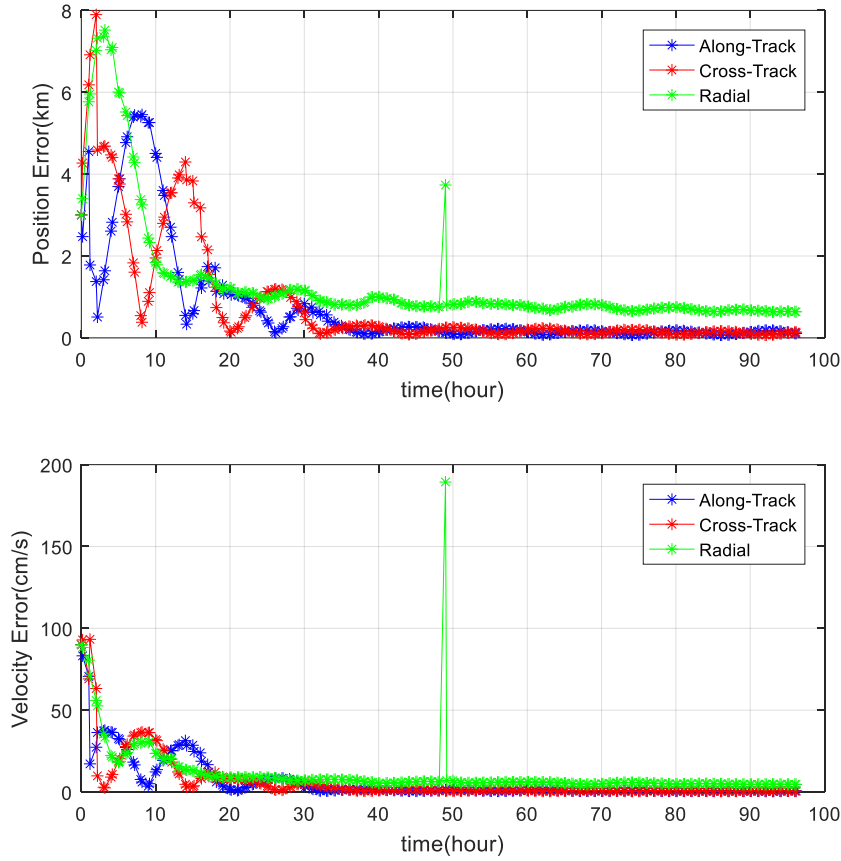 8
6
4
2
0
Position Error(km)
Along-Track
Cross-Track
Radial
0 10 20 30 40 50 60 70 80 90 100
time(hour)
200
150
100
50
0
Velocity Error(cm/s)
Along-Track
Cross-Track
Radial
0 10 20 30 40 50 60 70 80 90 100
time(hour)